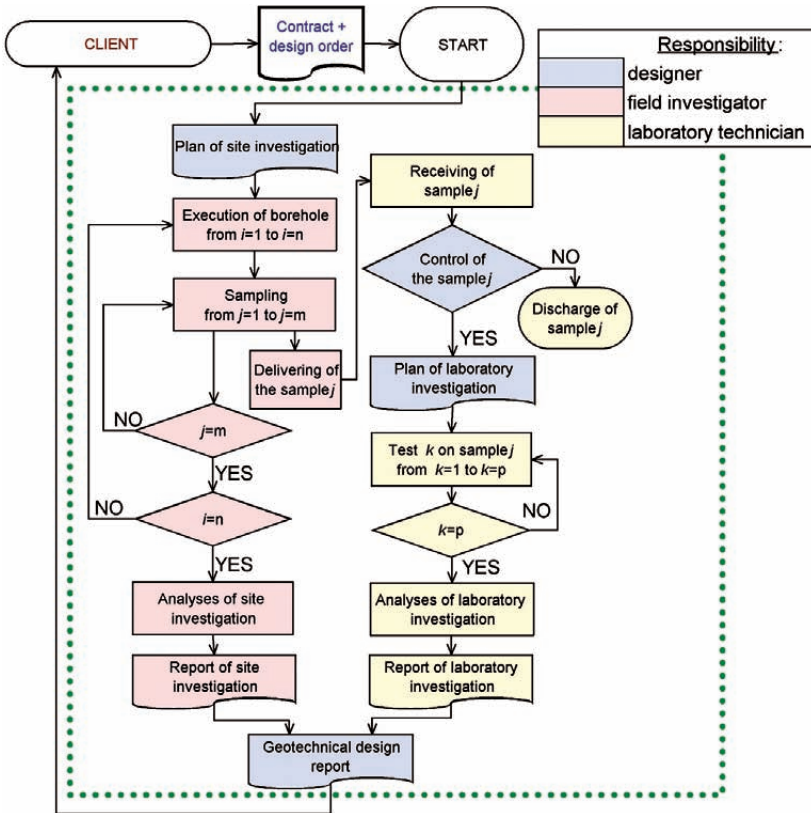 CLIENT
Contract +
design order
START
Responsibility:
designer
field investigator
laboratory technician
Plan of site investigation
Execution of borehole
from i=1 to i=n
Sampling
from j=1 to j=m
Delivering of
the sample j
NO
j=m
YES
NO
i=n
YES
Analyses of site
investigation
Report of site
investigation
Receiving of
sample j
Control of
the sample j
NO
Discharge of
sample j
YES
Plan of laboratory
investigation
Test k on sample j
from k=1 to k=p
NO
k=p
YES
Analyses of laboratory
investigation
Report of laboratory
investigation
Geotechnical design
report